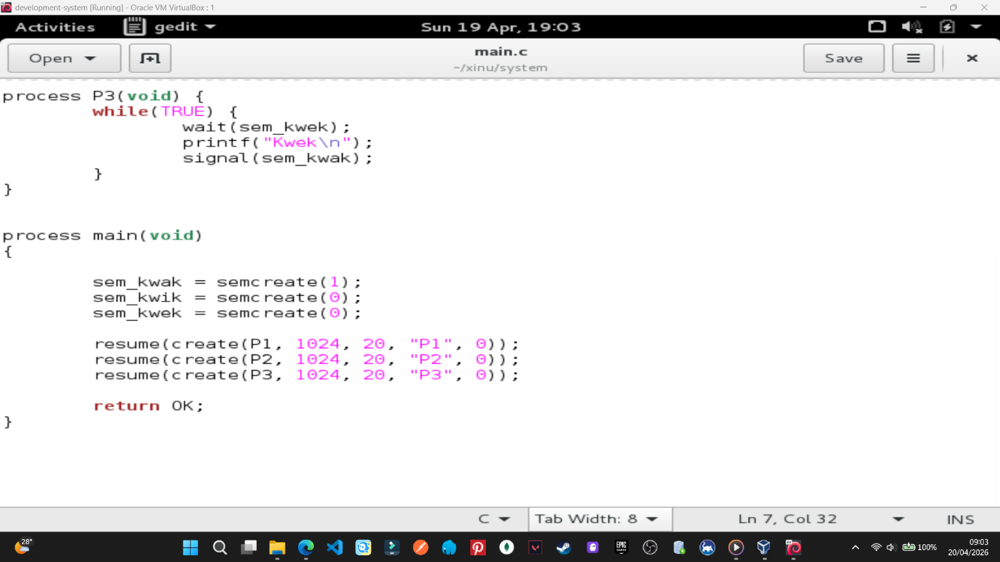 development-system [Running] - Oracle VM VirtualBox : 1
Activities gedit Sun 19 Apr, 19:03
Open main.c Save
~/xinu/system
process P3(void) {
        while(TRUE) {
                wait(sem_kwek);
                printf("Kwek\n");
                signal(sem_kwak);
        }
}
process main(void)
{
        sem_kwak = semcreate(1);
        sem_kwik = semcreate(0);
        sem_kwek = semcreate(0);
        resume(create(P1, 1024, 20, "P1", 0));
        resume(create(P2, 1024, 20, "P2", 0));
        resume(create(P3, 1024, 20, "P3", 0));
        return OK;
}
C Tab Width: 8 Ln 7, Col 32 INS
28°
EPIC GAMES
100%
09:03
20/04/2026